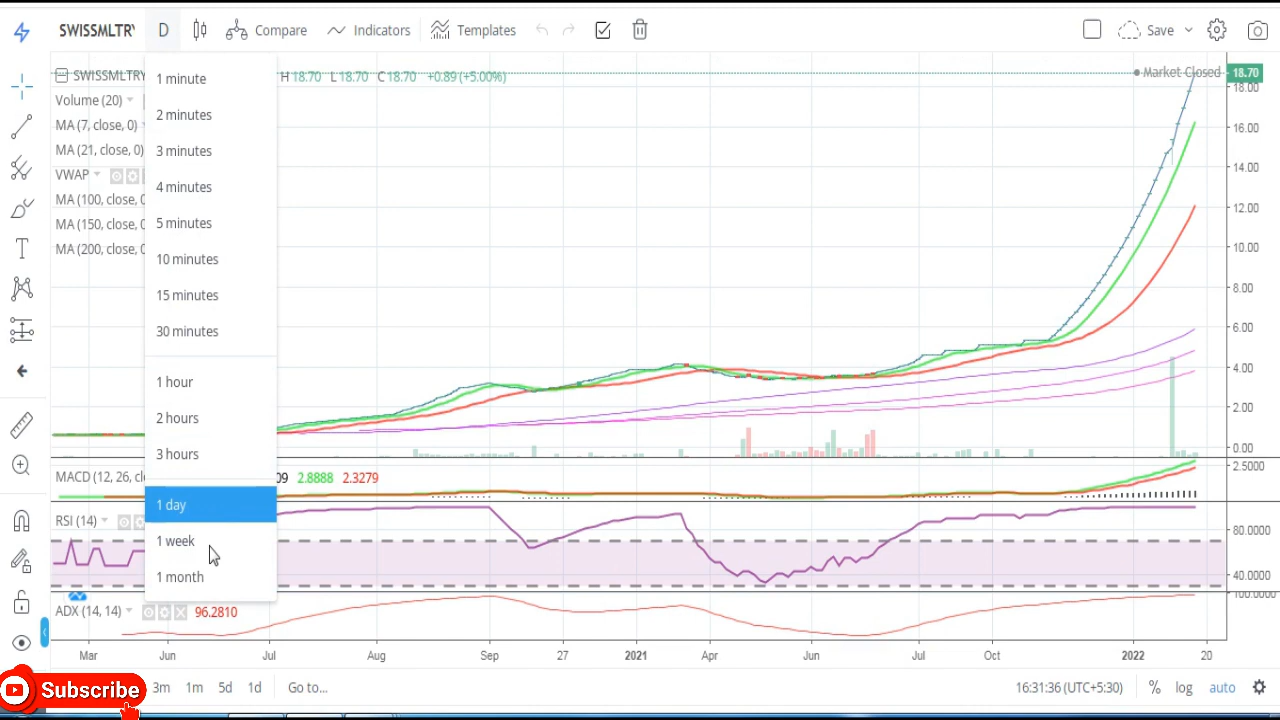 SWISSMLTRY D Compare Indicators Templates Save
SWISSMLTRY H 18.70 L 18.70 C 18.70 +0.89 (+5.00%) Market Closed 18.70
Volume (20)
MA (7, close, 0)
MA (21, close, 0)
VWAP
MA (100, close, 0
MA (150, close, 0
MA (200, close, 0
1 minute
2 minutes
3 minutes
4 minutes
5 minutes
10 minutes
15 minutes
30 minutes
1 hour
2 hours
3 hours
1 day
1 week
1 month
18.00
16.00
14.00
12.00
10.00
8.00
6.00
4.00
2.00
0.00
MACD (12, 26, clo 09 2.8888 2.3279
2.5000
RSI (14)
80.0000
40.0000
ADX (14, 14) 96.2810
100.0000
Mar Jun Jul Aug Sep 27 2021 Apr Jun Jul Oct 2022 20
Subscribe 3m 1m 5d 1d Go to... 16:31:36 (UTC+5:30) % log auto